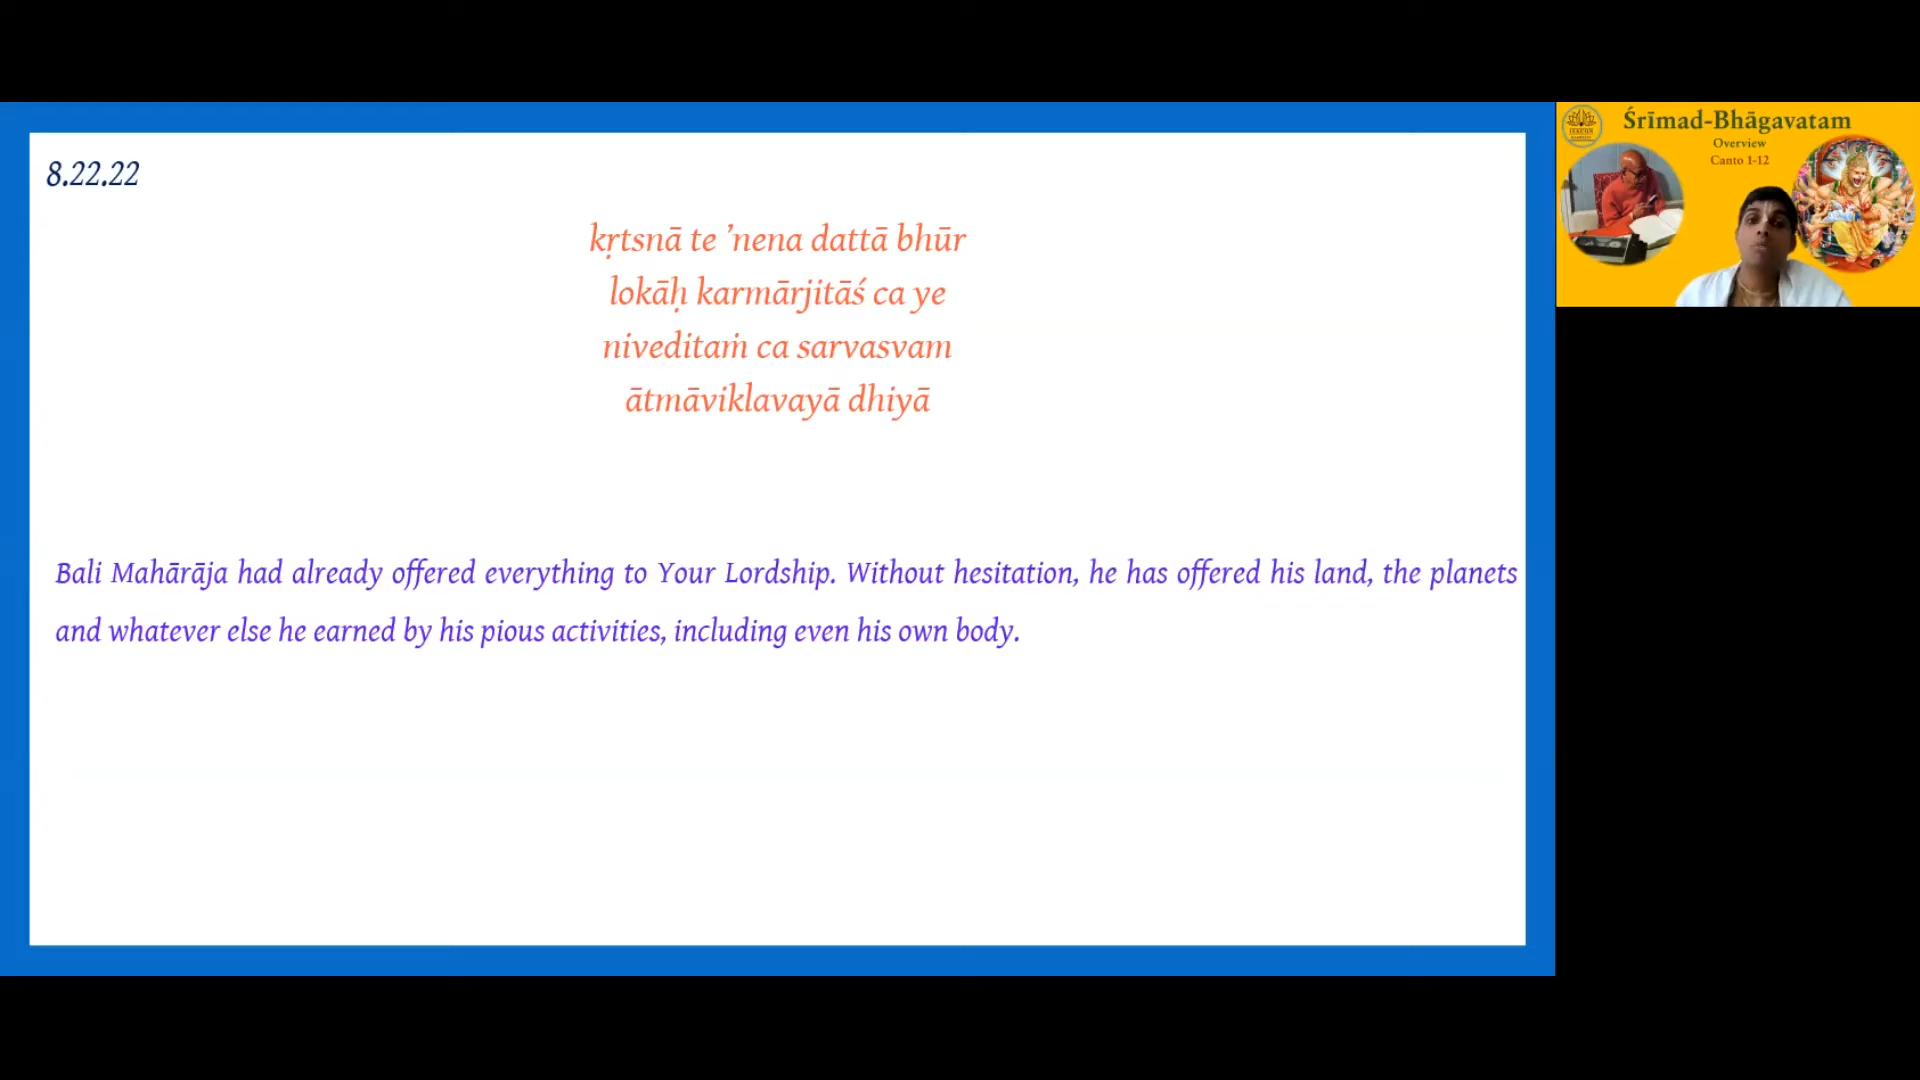 8.22.22
kṛtsnā te ’nena dattā bhūr
lokāḥ karmārjitāś ca ye
niveditaṁ ca sarvasvam
ātmāviklavayā dhiyā
Bali Mahārāja had already offered everything to Your Lordship. Without hesitation, he has offered his land, the planets
and whatever else he earned by his pious activities, including even his own body.
Śrīmad-Bhāgavatam
Overview
Canto 1-12